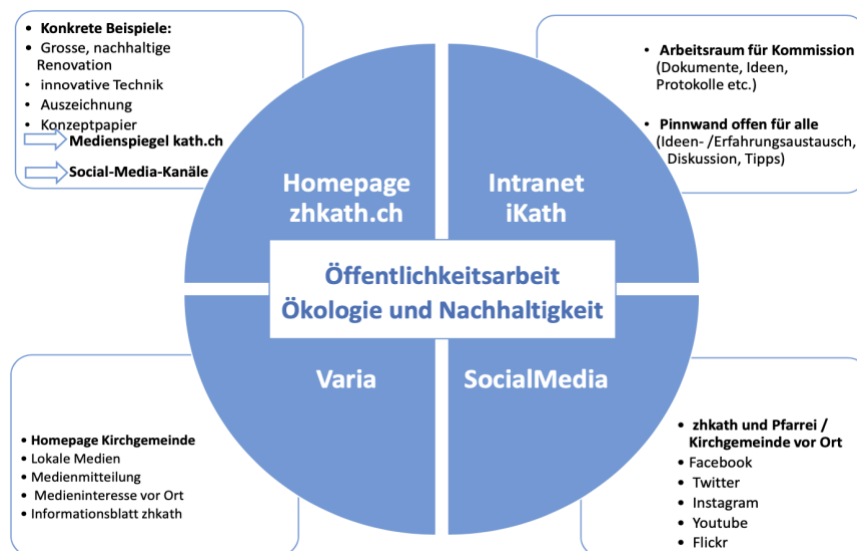 • Konkrete Beispiele:
• Grosse, nachhaltige
Renovation
• innovative Technik
• Auszeichnung
• Konzeptpapier
Medienspiegel kath.ch
Social-Media-Kanäle
• Arbeitsraum für Kommission
(Dokumente, Ideen,
Protokolle etc.)
• Pinnwand offen für alle
(Ideen- /Erfahrungsaustausch,
Diskussion, Tipps)
Homepage
zhkath.ch
Intranet
iKath
Öffentlichkeitsarbeit
Ökologie und Nachhaltigkeit
Varia
SocialMedia
• Homepage Kirchgemeinde
• Lokale Medien
• Medienmitteilung
• Medieninteresse vor Ort
• Informationsblatt zhkath
• zhkath und Pfarrei /
Kirchgemeinde vor Ort
• Facebook
• Twitter
• Instagram
• Youtube
• Flickr